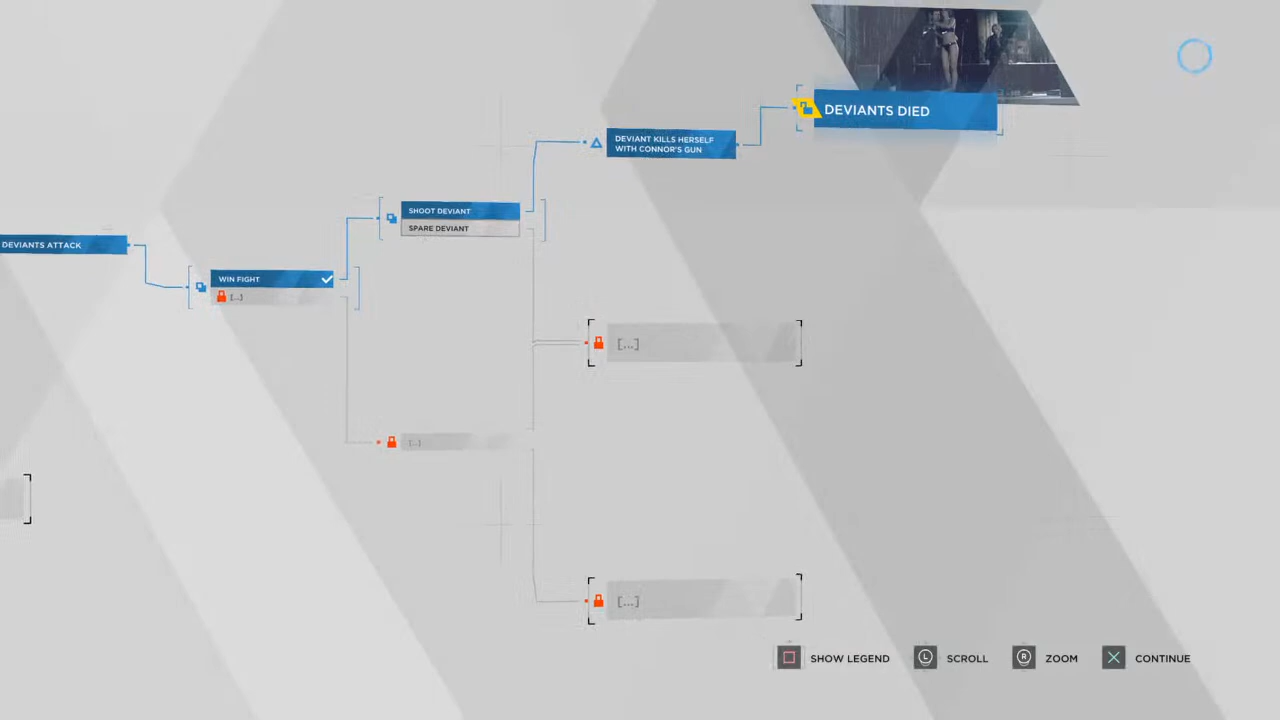 DEVIANTS DIED
DEVIANT KILLS HERSELF
WITH CONNOR'S GUN
SHOOT DEVIANT
SPARE DEVIANT
DEVIANTS ATTACK
WIN FIGHT
[...]
[...]
[...]
[...]
SHOW LEGEND
L
SCROLL
R
ZOOM
CONTINUE